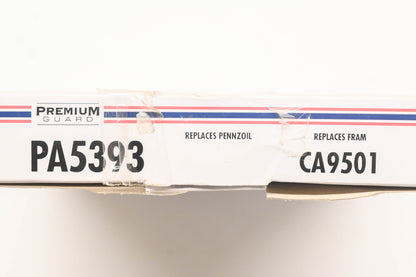 PREMIUM
GUARD
PA5393
REPLACES PENNZOIL
REPLACES FRAM
CA9501